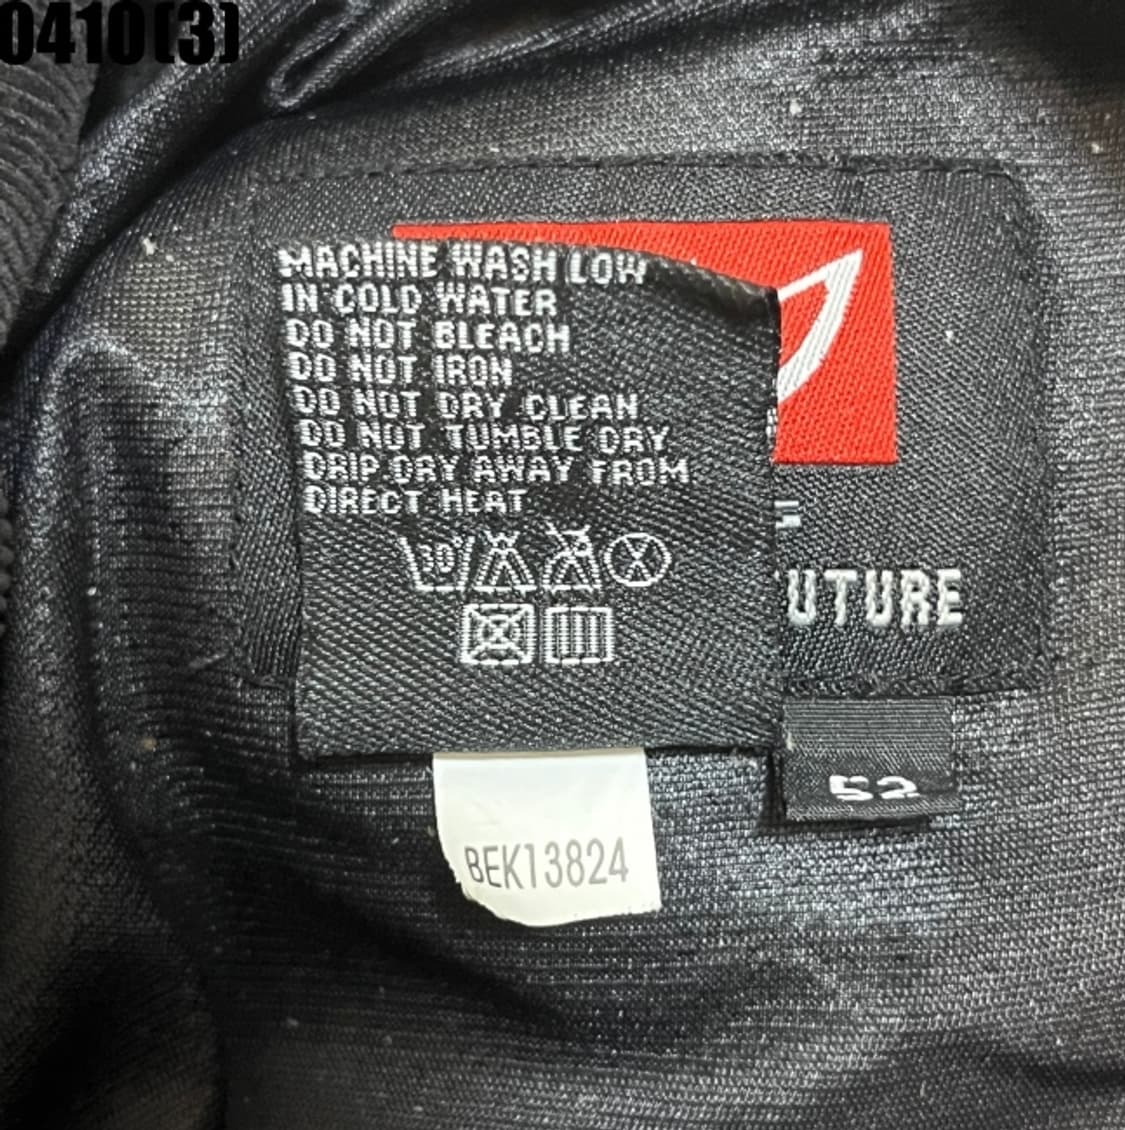 0410(3)
MACHINE WASH LOW
IN COLD WATER
DO NOT BLEACH
DO NOT IRON
DO NOT DRY CLEAN
DO NOT TUMBLE DRY
DRIP DRY AWAY FROM
DIRECT HEAT
30°
UTURE
52
BEK13824